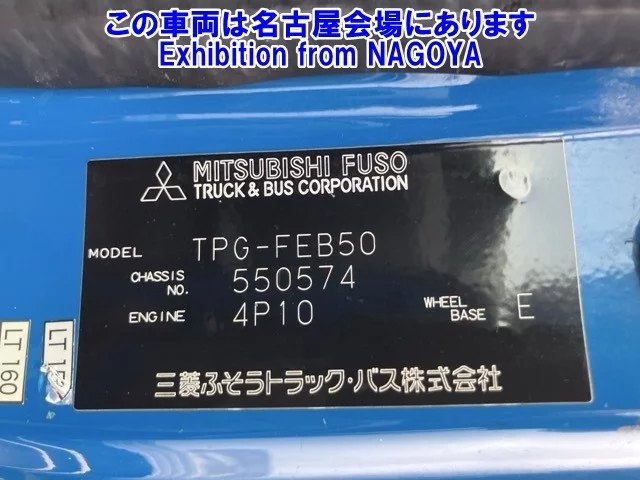 この車両は名古屋会場にあります
Exhibition from NAGOYA
MITSUBISHI FUSO
TRUCK & BUS CORPORATION
MODEL TPG-FEB50
CHASSIS NO. 550574
ENGINE 4P10 WHEEL BASE E
三菱ふそうトラック・バス株式会社
LT 160